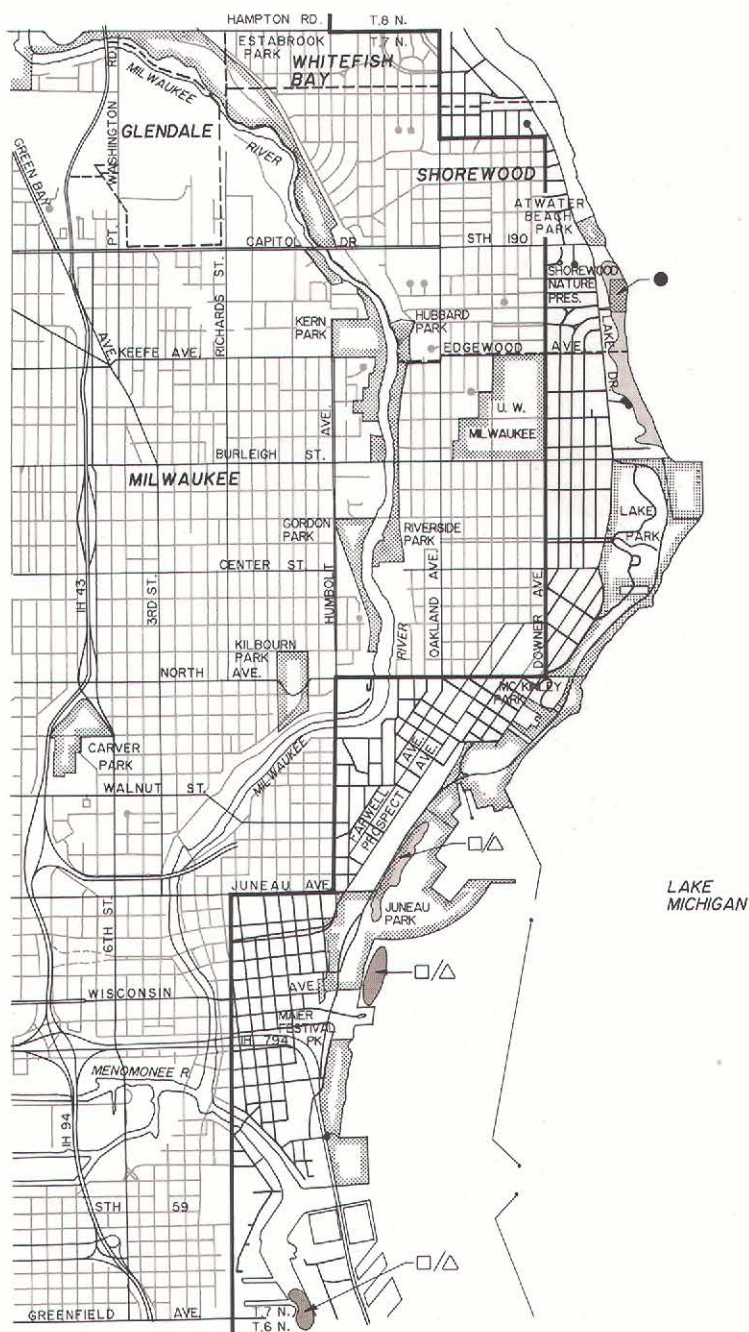 HAMPTON RD.
T.8 N.
T.7 N.
ESTABROOK
PARK
WHITEFISH
BAY
MILWAUKEE
RIVER
GLENDALE
PT. WASHINGTON RD.
GREEN BAY
AVE.
SHOREWOOD
ATWATER
BEACH
PARK
CAPITOL DR.
STH 190
SHOREWOOD
NATURE
PRES.
RICHARDS ST.
KERN
PARK
HUBBARD
PARK
KEEFE AVE.
EDGEWOOD AVE.
LAKE DR.
U. W.
MILWAUKEE
BURLEIGH ST.
MILWAUKEE
GORDON
PARK
RIVERSIDE
PARK
LAKE
PARK
CENTER ST.
HUMBOLT AVE.
OAKLAND AVE.
DOWNER AVE.
IH 43
3RD ST.
RIVER
KILBOURN
PARK
NORTH AVE.
MC KINLEY
PARK
CARVER
PARK
MILWAUKEE
WALNUT ST.
FARWELL AVE.
PROSPECT AVE.
□/△
JUNEAU AVE.
JUNEAU
PARK
LAKE
MICHIGAN
6TH ST.
□/△
WISCONSIN AVE.
MAIER
FESTIVAL
PK
IH 794
MENOMONEE R.
IH 94
STH 59
□/△
GREENFIELD AVE.
T.7 N.
T.6 N.